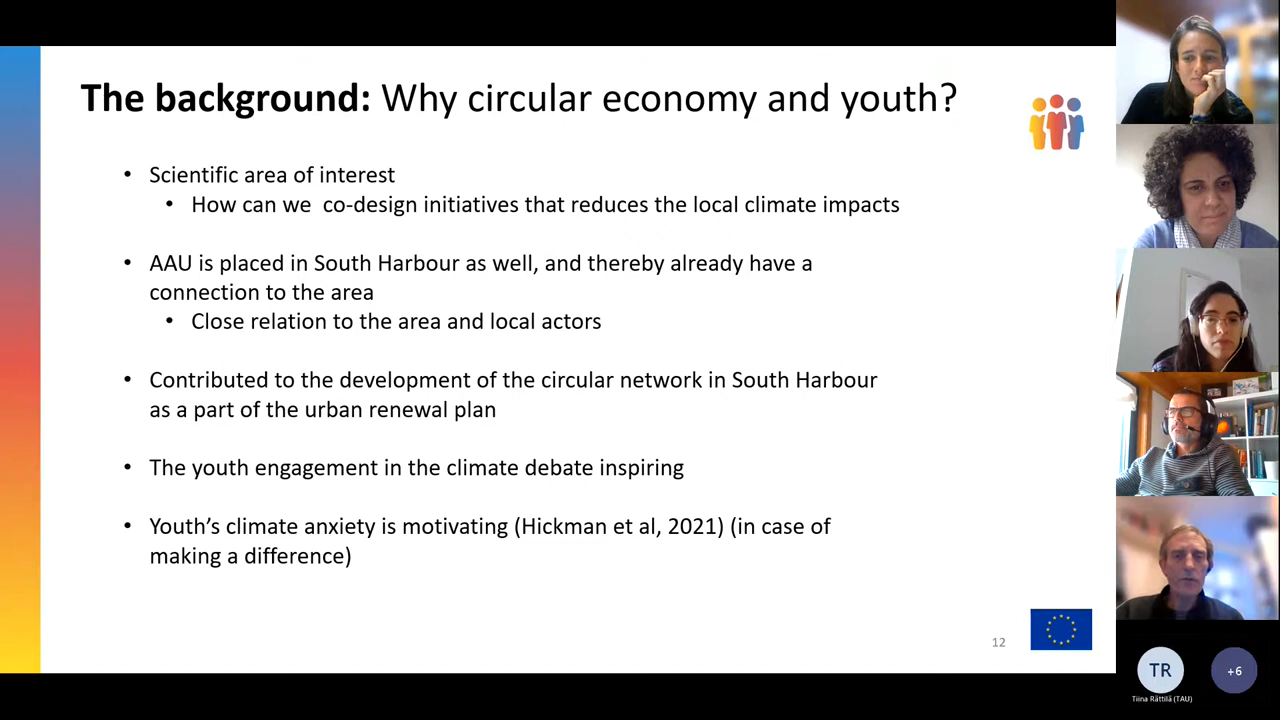 The background: Why circular economy and youth?
• Scientific area of interest
• How can we  co-design initiatives that reduces the local climate impacts
• AAU is placed in South Harbour as well, and thereby already have a
connection to the area
• Close relation to the area and local actors
• Contributed to the development of the circular network in South Harbour
as a part of the urban renewal plan
• The youth engagement in the climate debate inspiring
• Youth’s climate anxiety is motivating (Hickman et al, 2021) (in case of
making a difference)
12
TR
+6
Tiina Rättilä (TAU)